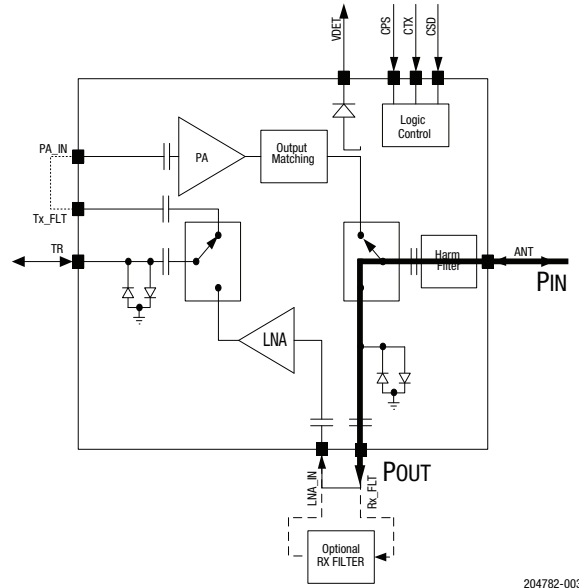 VDET
CPS
CTX
CSD
Logic
Control
PA_IN
PA
Output
Matching
Tx_FLT
TR
Harm
Filter
ANT
PIN
LNA
LNA_IN
POUT
Rx_FLT
Optional
RX FILTER
204782-003